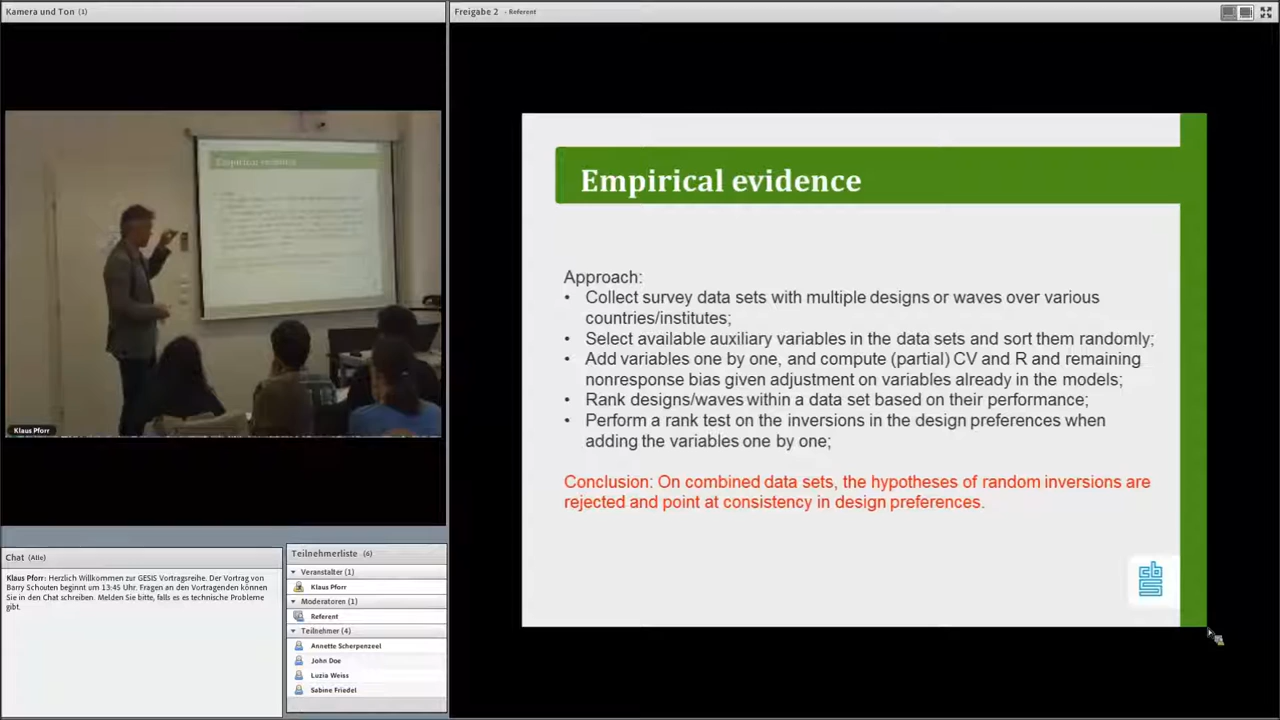 Kamera und Ton (1)
Klaus Pforr
Chat (Alle)
Klaus Pforr: Herzlich Willkommen zur GESIS Vortragsreihe. Der Vortrag von
Barry Schouten beginnt um 13:45 Uhr. Fragen an den Vortragenden können
Sie in den Chat schreiben. Melden Sie bitte, falls es es technische Probleme
gibt.
Teilnehmerliste (6)
Veranstalter (1)
Klaus Pforr
Moderatoren (1)
Referent
Teilnehmer (4)
Annette Scherpenzeel
John Doe
Luzia Weiss
Sabine Friedel
Freigabe 2 - Referent
Empirical evidence
Approach:
• Collect survey data sets with multiple designs or waves over various
countries/institutes;
• Select available auxiliary variables in the data sets and sort them randomly;
• Add variables one by one, and compute (partial) CV and R and remaining
nonresponse bias given adjustment on variables already in the models;
• Rank designs/waves within a data set based on their performance;
• Perform a rank test on the inversions in the design preferences when
adding the variables one by one;
Conclusion: On combined data sets, the hypotheses of random inversions are
rejected and point at consistency in design preferences.
cbs